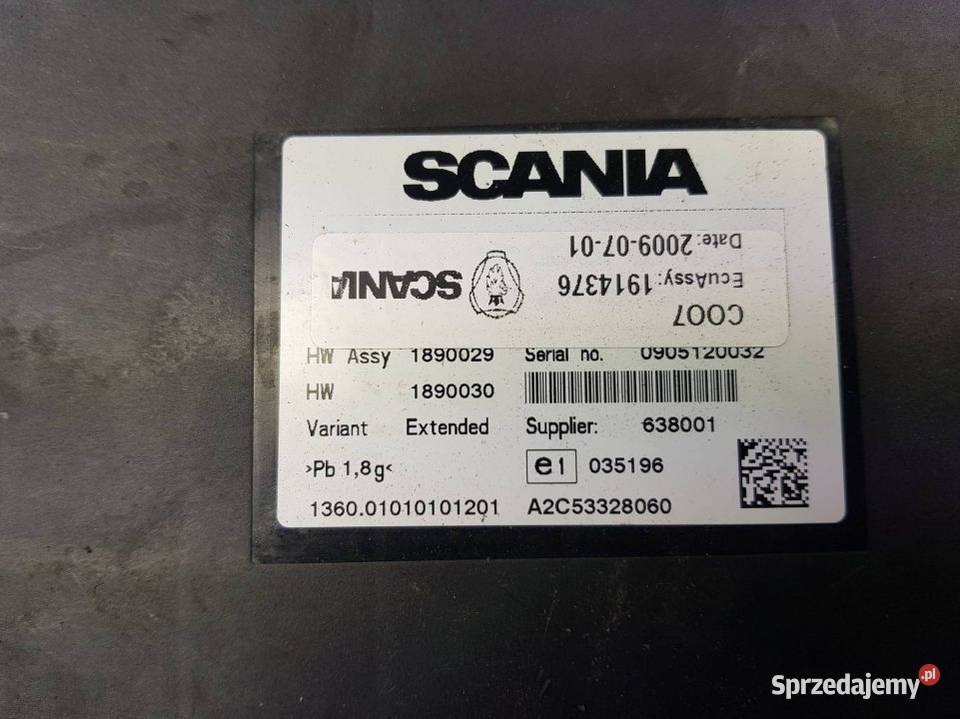 SCANIA
COO7
EcuAssy:1914376
Date:2009-07-01
SCANIA
HW Assy 1890029 Serial no. 0905120032
HW 1890030
Variant Extended Supplier: 638001
>Pb 1,8g< e1 035196
1360.01010101201 A2C53328060
Sprzedajemy.pl